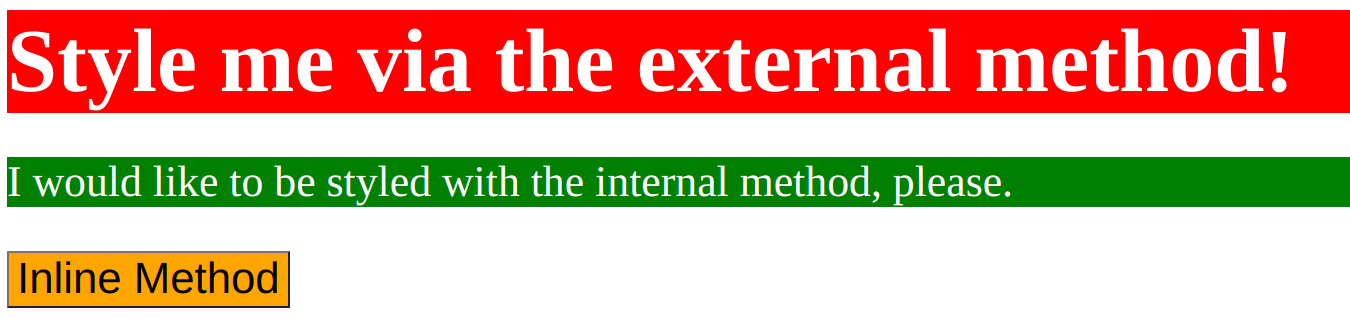 Style me via the external method!
I would like to be styled with the internal method, please.
Inline Method